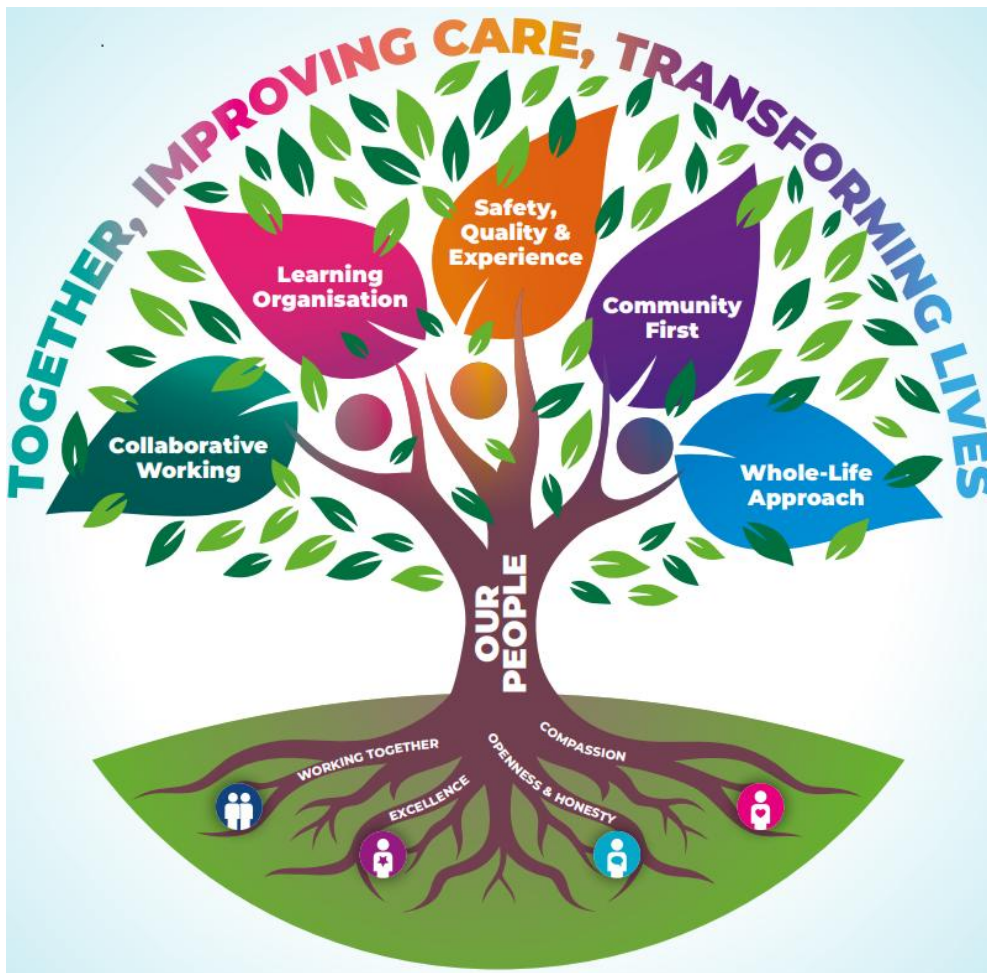 TOGETHER, IMPROVING CARE, TRANSFORMING LIVES
Safety,
Quality &
Experience
Learning
Organisation
Community
First
Collaborative
Working
Whole-Life
Approach
OUR
PEOPLE
WORKING TOGETHER
EXCELLENCE
OPENNESS & HONESTY
COMPASSION